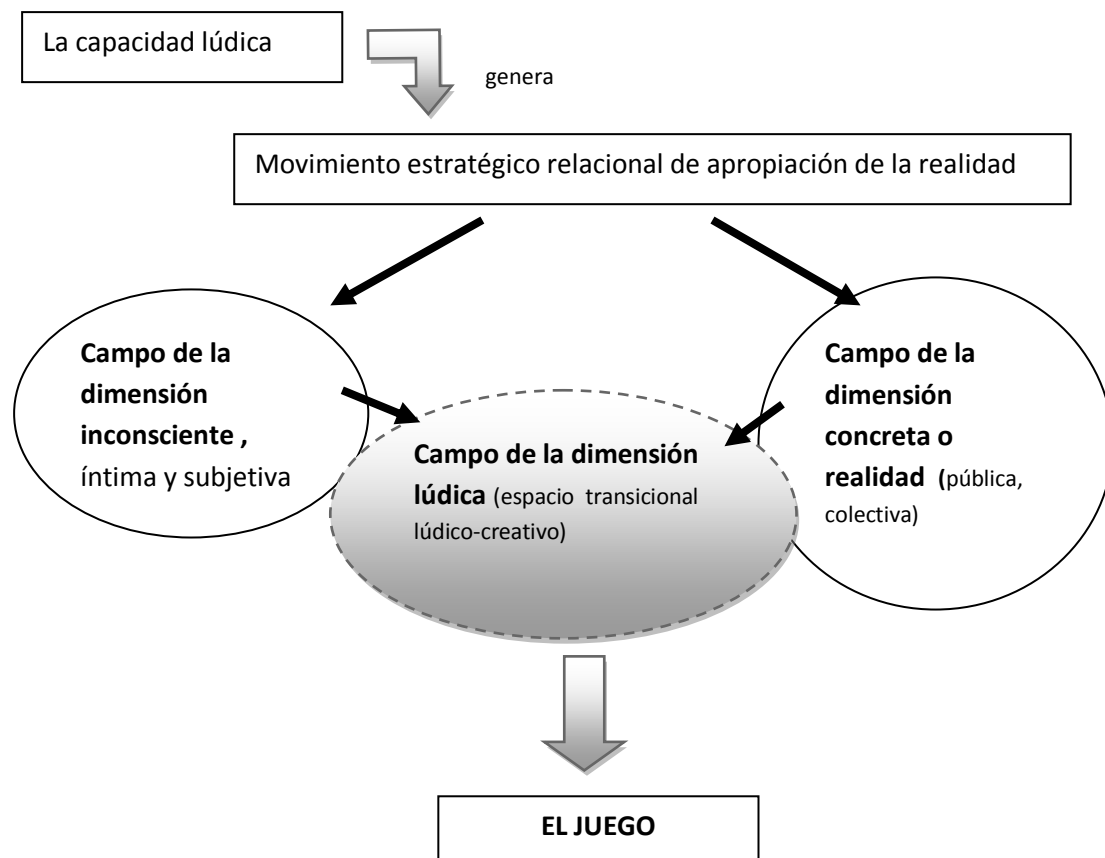 La capacidad lúdica
genera
Movimiento estratégico relacional de apropiación de la realidad
Campo de la
dimensión
inconsciente ,
íntima y subjetiva
Campo de la dimensión
lúdica (espacio transicional
lúdico-creativo)
Campo de la
dimensión
concreta o
realidad (pública,
colectiva)
EL JUEGO